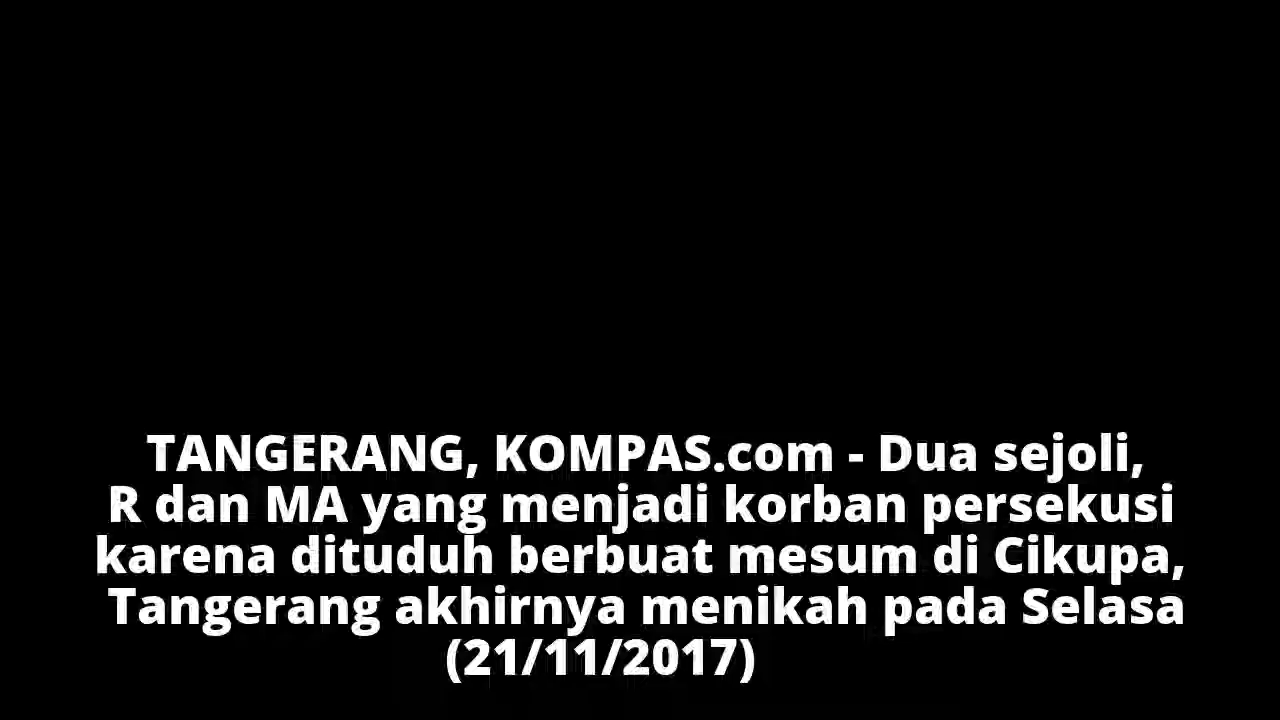 TANGERANG, KOMPAS.com - Dua sejoli,
R dan MA yang menjadi korban persekusi
karena dituduh berbuat mesum di Cikupa,
Tangerang akhirnya menikah pada Selasa
(21/11/2017)